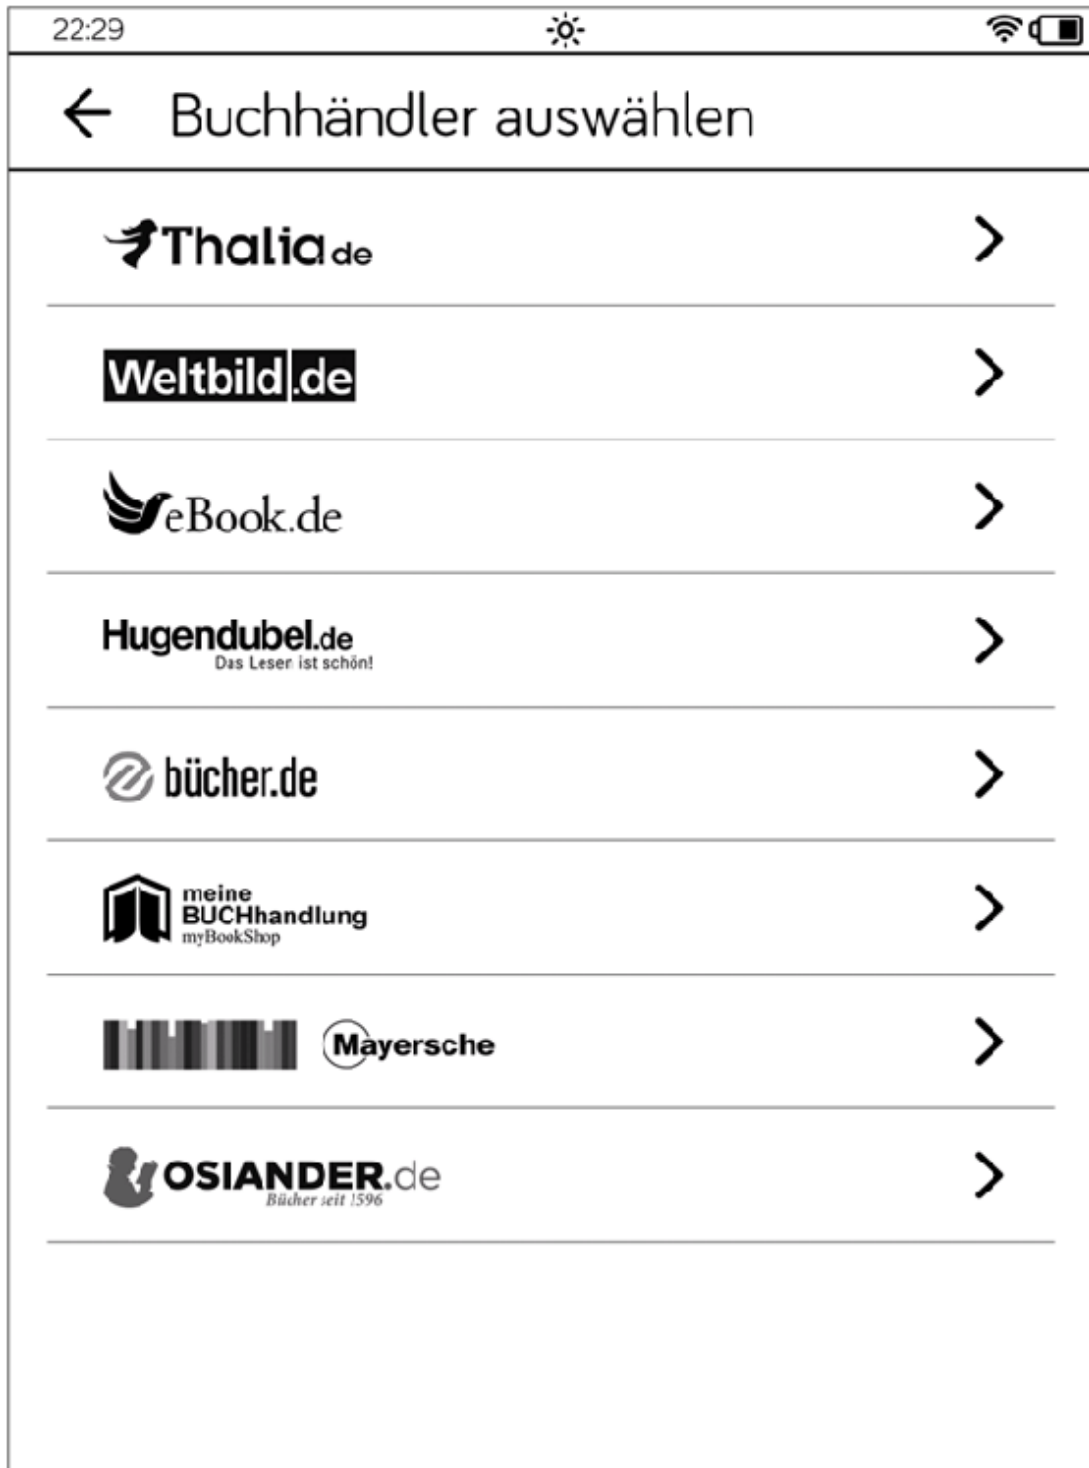 22:29
Buchhändler auswählen
Thalia.de
Weltbild.de
eBook.de
Hugendubel.de
Das Lesen ist schön!
bücher.de
meine
BUCHhandlung
myBookShop
Mayersche
OSIANDER.de
Bücher seit 1596